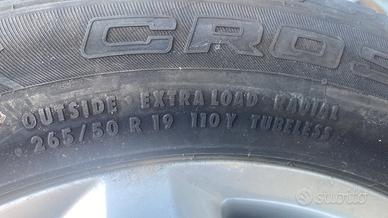 CROS
OUTSIDE EXTRA LOAD RADIAL
265/50 R 19 110Y TUBELESS
subito